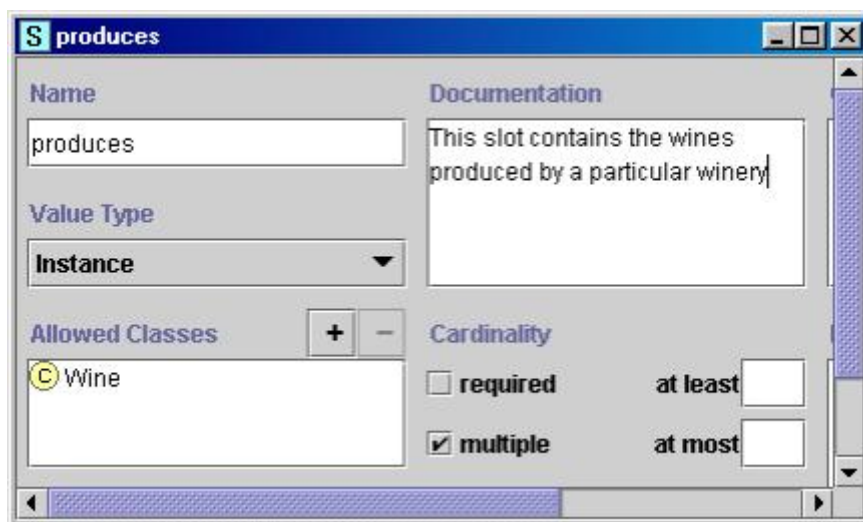 S produces
Name
produces
Documentation
This slot contains the wines
produced by a particular winery
Value Type
Instance
Allowed Classes + −
C Wine
Cardinality
required at least
multiple at most